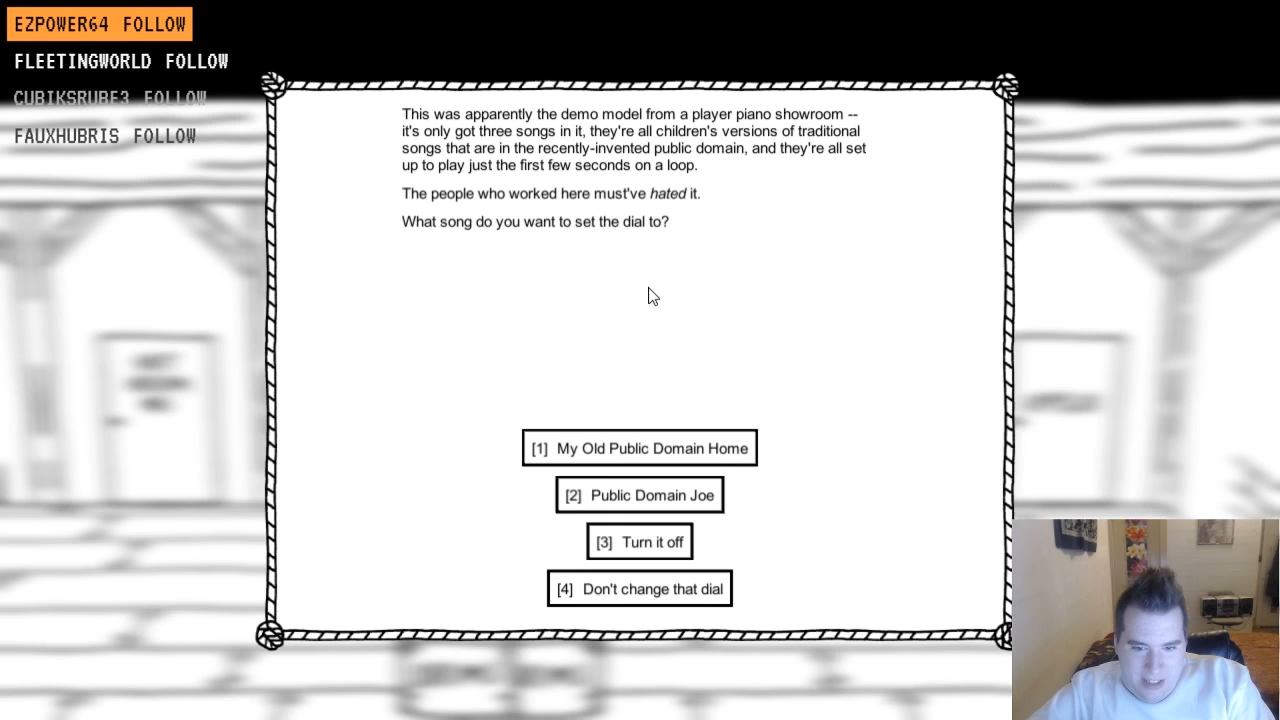 EZPOWER64 FOLLOW
FLEETINGWORLD FOLLOW
CUBIKSRUBE3 FOLLOW
FAUXHUBRIS FOLLOW
This was apparently the demo model from a player piano showroom --
it's only got three songs in it, they're all children's versions of traditional
songs that are in the recently-invented public domain, and they're all set
up to play just the first few seconds on a loop.
The people who worked here must've hated it.
What song do you want to set the dial to?
[1] My Old Public Domain Home
[2] Public Domain Joe
[3] Turn it off
[4] Don't change that dial